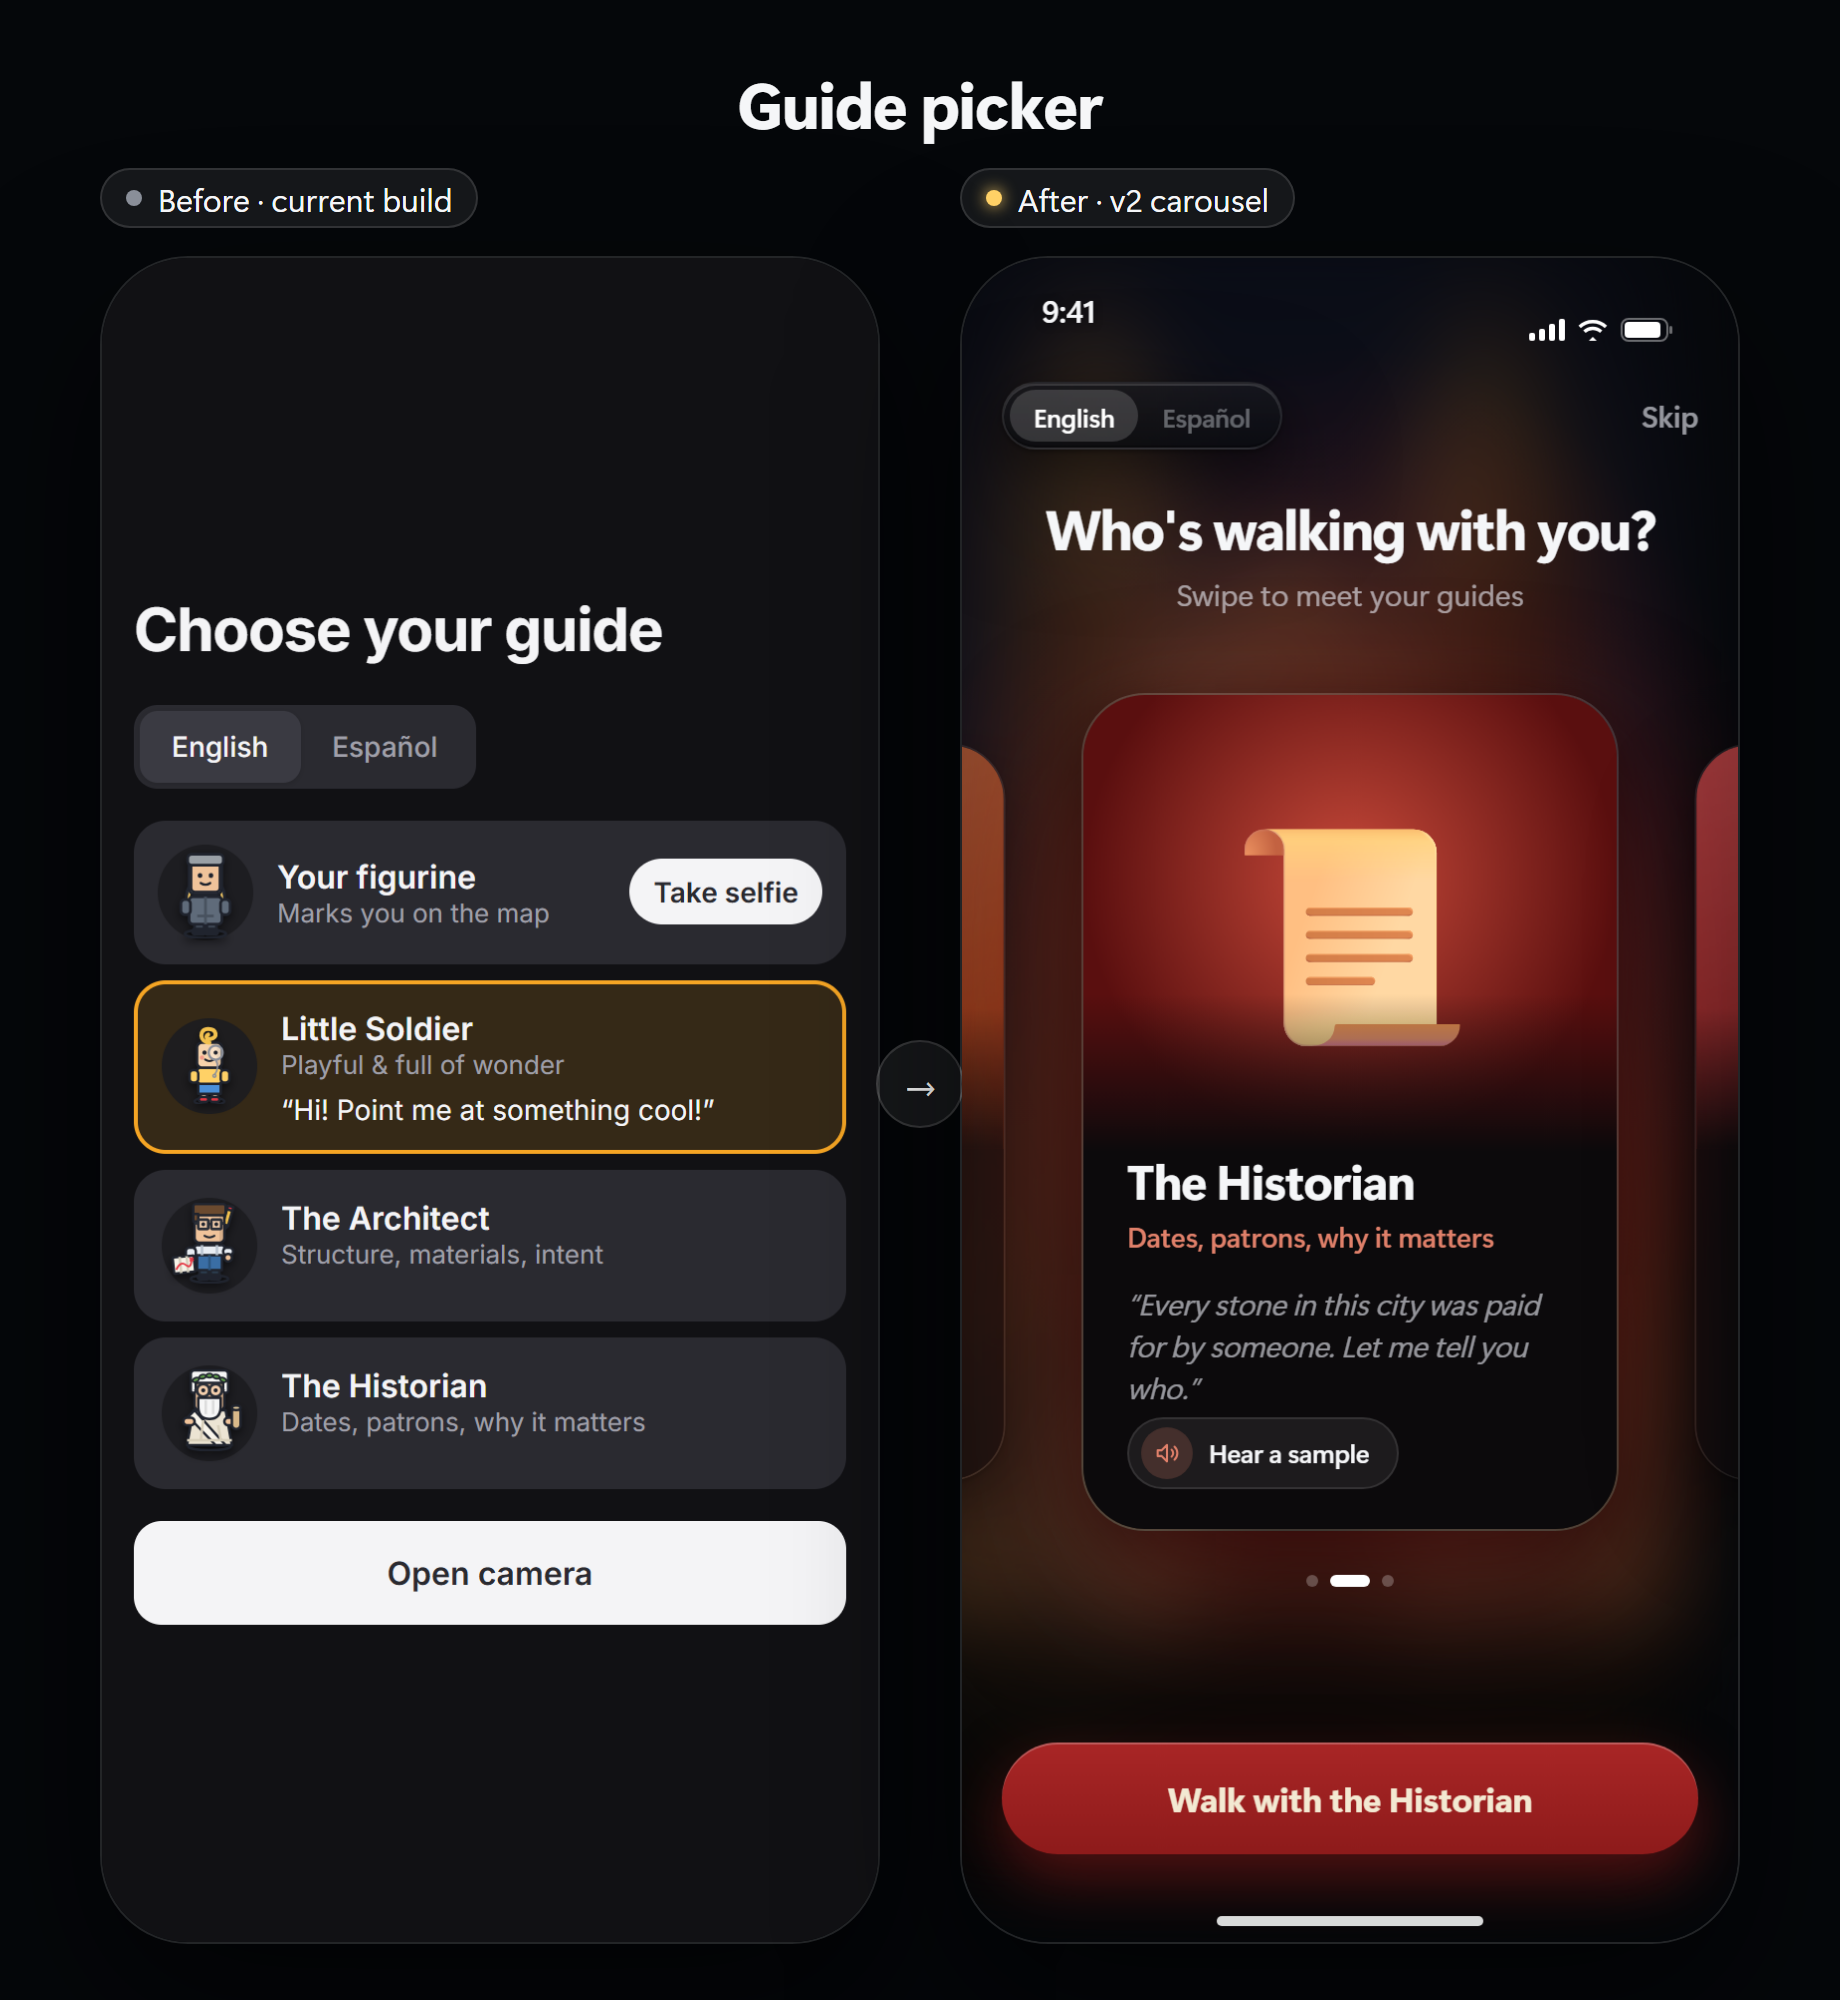 Guide picker
Before · current build
After · v2 carousel
Choose your guide
English
Español
Your figurine
Marks you on the map
Take selfie
Little Soldier
Playful & full of wonder
“Hi! Point me at something cool!”
The Architect
Structure, materials, intent
The Historian
Dates, patrons, why it matters
Open camera
→
9:41
English
Español
Skip
Who's walking with you?
Swipe to meet your guides
The Historian
Dates, patrons, why it matters
“Every stone in this city was paid
for by someone. Let me tell you
who.”
Hear a sample
Walk with the Historian